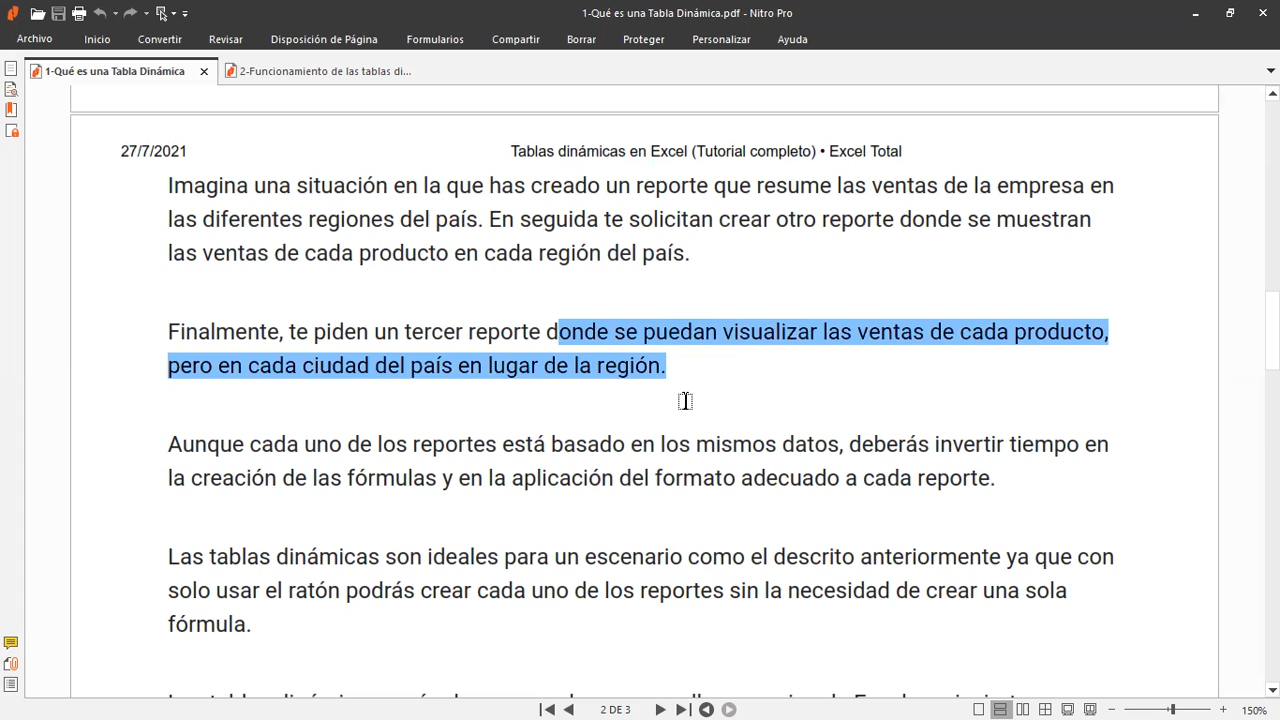 1-Qué es una Tabla Dinámica.pdf - Nitro Pro
Archivo Inicio Convertir Revisar Disposición de Página Formularios Compartir Borrar Proteger Personalizar Ayuda
1-Qué es una Tabla Dinámica 2-Funcionamiento de las tablas di...
27/7/2021 Tablas dinámicas en Excel (Tutorial completo) • Excel Total
Imagina una situación en la que has creado un reporte que resume las ventas de la empresa en
las diferentes regiones del país. En seguida te solicitan crear otro reporte donde se muestran
las ventas de cada producto en cada región del país.
Finalmente, te piden un tercer reporte donde se puedan visualizar las ventas de cada producto,
pero en cada ciudad del país en lugar de la región.
Aunque cada uno de los reportes está basado en los mismos datos, deberás invertir tiempo en
la creación de las fórmulas y en la aplicación del formato adecuado a cada reporte.
Las tablas dinámicas son ideales para un escenario como el descrito anteriormente ya que con
solo usar el ratón podrás crear cada uno de los reportes sin la necesidad de crear una sola
fórmula.
2 DE 3 150%